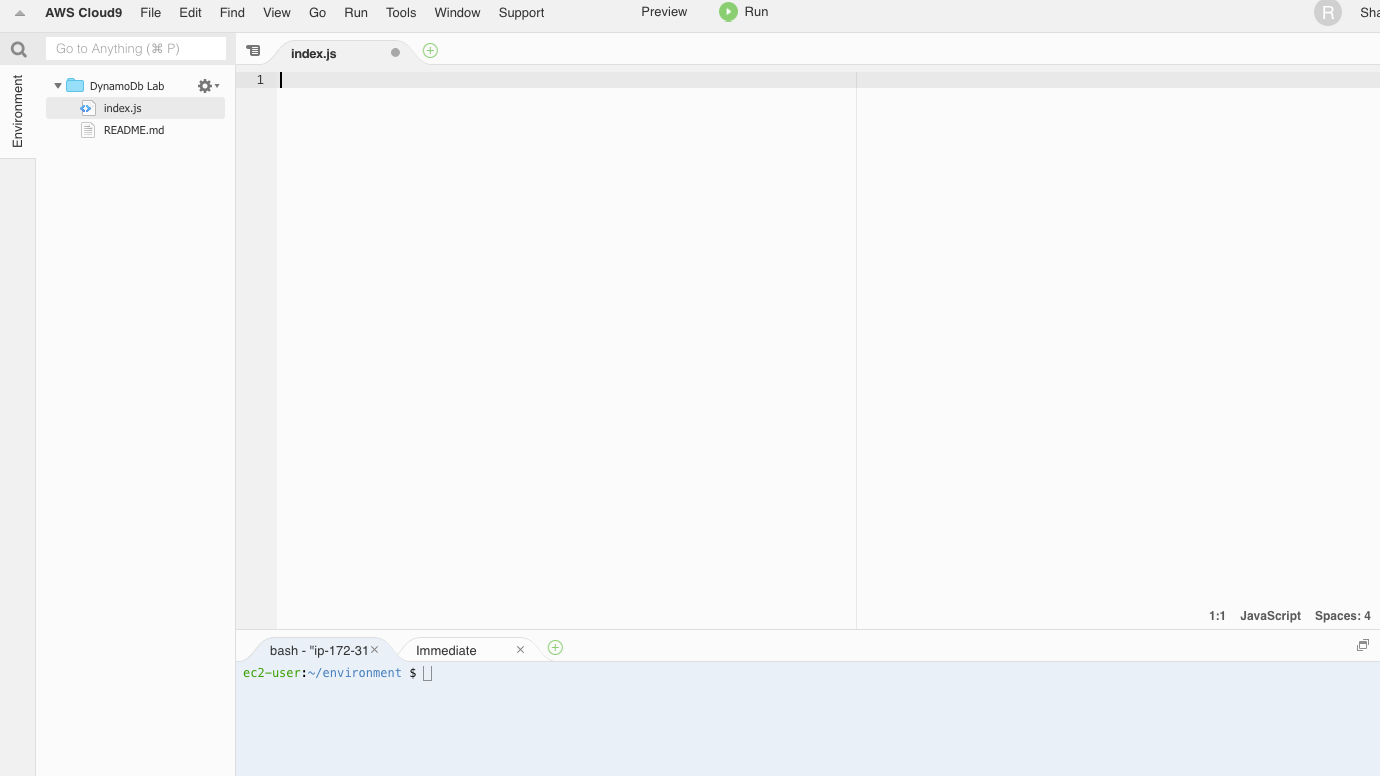 AWS Cloud9 File Edit Find View Go Run Tools Window Support Preview Run R Sha
Go to Anything (⌘ P)
index.js
Environment
DynamoDb Lab
index.js
README.md
1
1:1 JavaScript Spaces: 4
bash - "ip-172-31 Immediate
ec2-user:~/environment $